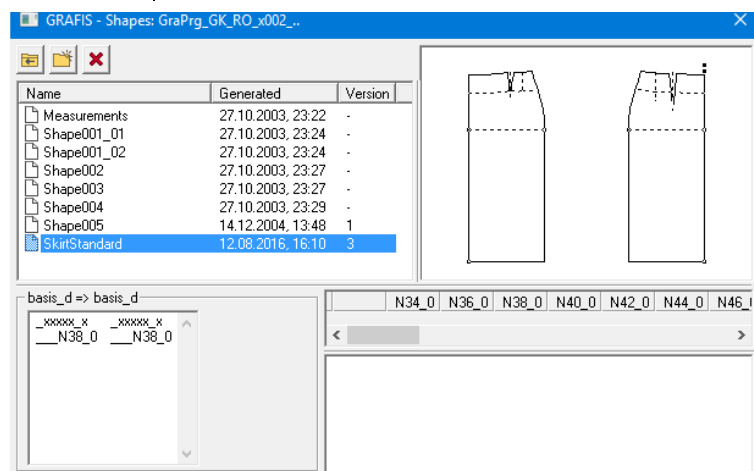 GRAFIS - Shapes: GraPrg_GK_RO_x002_..
Name Generated Version
Measurements 27.10.2003, 23:22 -
Shape001_01 27.10.2003, 23:24 -
Shape001_02 27.10.2003, 23:24 -
Shape002 27.10.2003, 23:27 -
Shape003 27.10.2003, 23:27 -
Shape004 27.10.2003, 23:29 -
Shape005 14.12.2004, 13:48 1
SkirtStandard 12.08.2016, 16:10 3
basis_d => basis_d
_xxxxx_x _xxxxx_x
___N38_0 ___N38_0
N34_0 N36_0 N38_0 N40_0 N42_0 N44_0 N46_